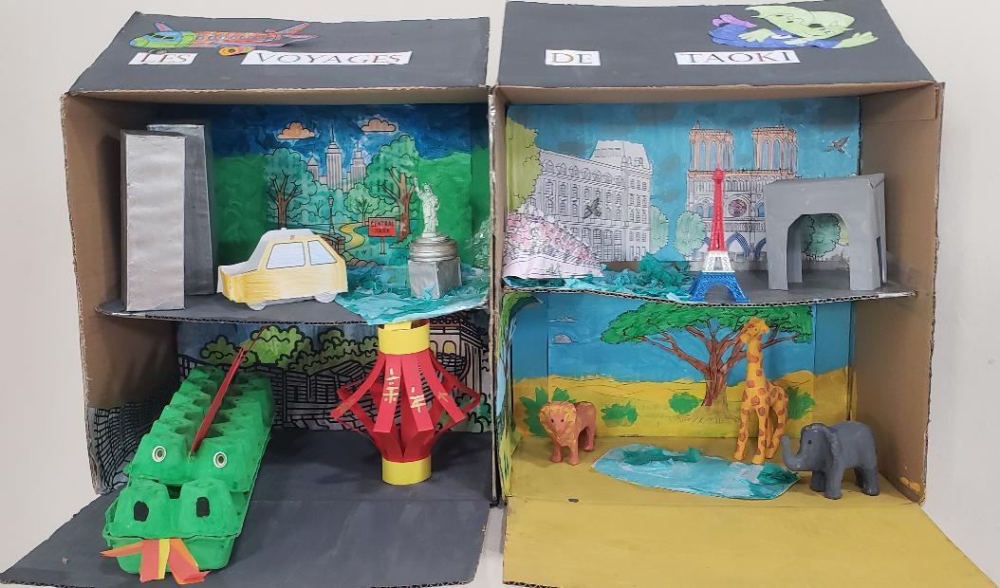 LES VOYAGES DE TAOKI
CENTRAL
PARK